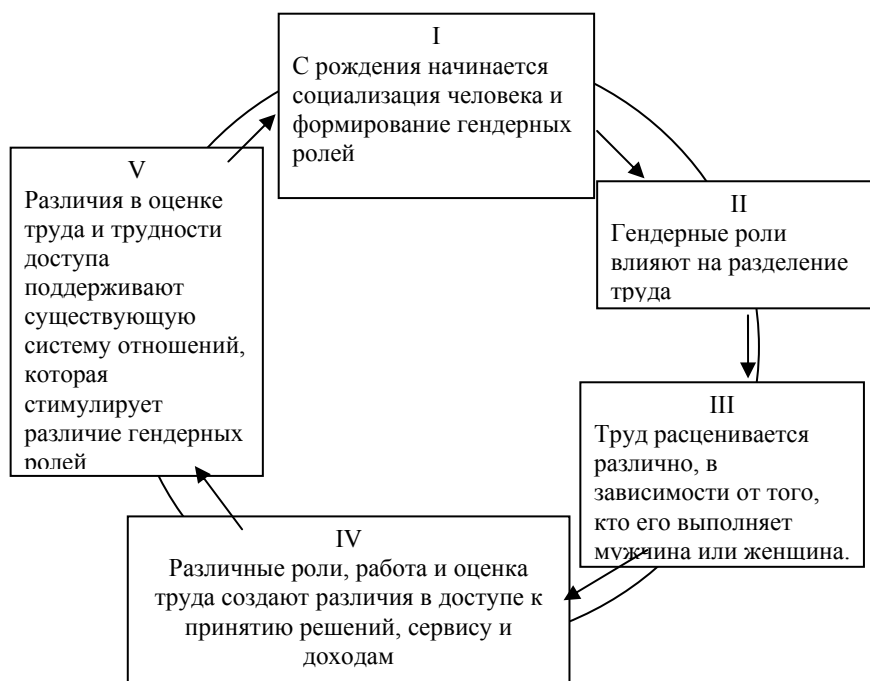 I
С рождения начинается
социализация человека и
формирование гендерных
ролей
II
Гендерные роли
влияют на разделение
труда
III
Труд расценивается
различно, в
зависимости от того,
кто его выполняет
мужчина или женщина.
IV
Различные роли, работа и оценка
труда создают различия в доступе к
принятию решений, сервису и
доходам
V
Различия в оценке
труда и трудности
доступа
поддерживают
существующую
систему отношений,
которая
стимулирует
различие гендерных
ролей